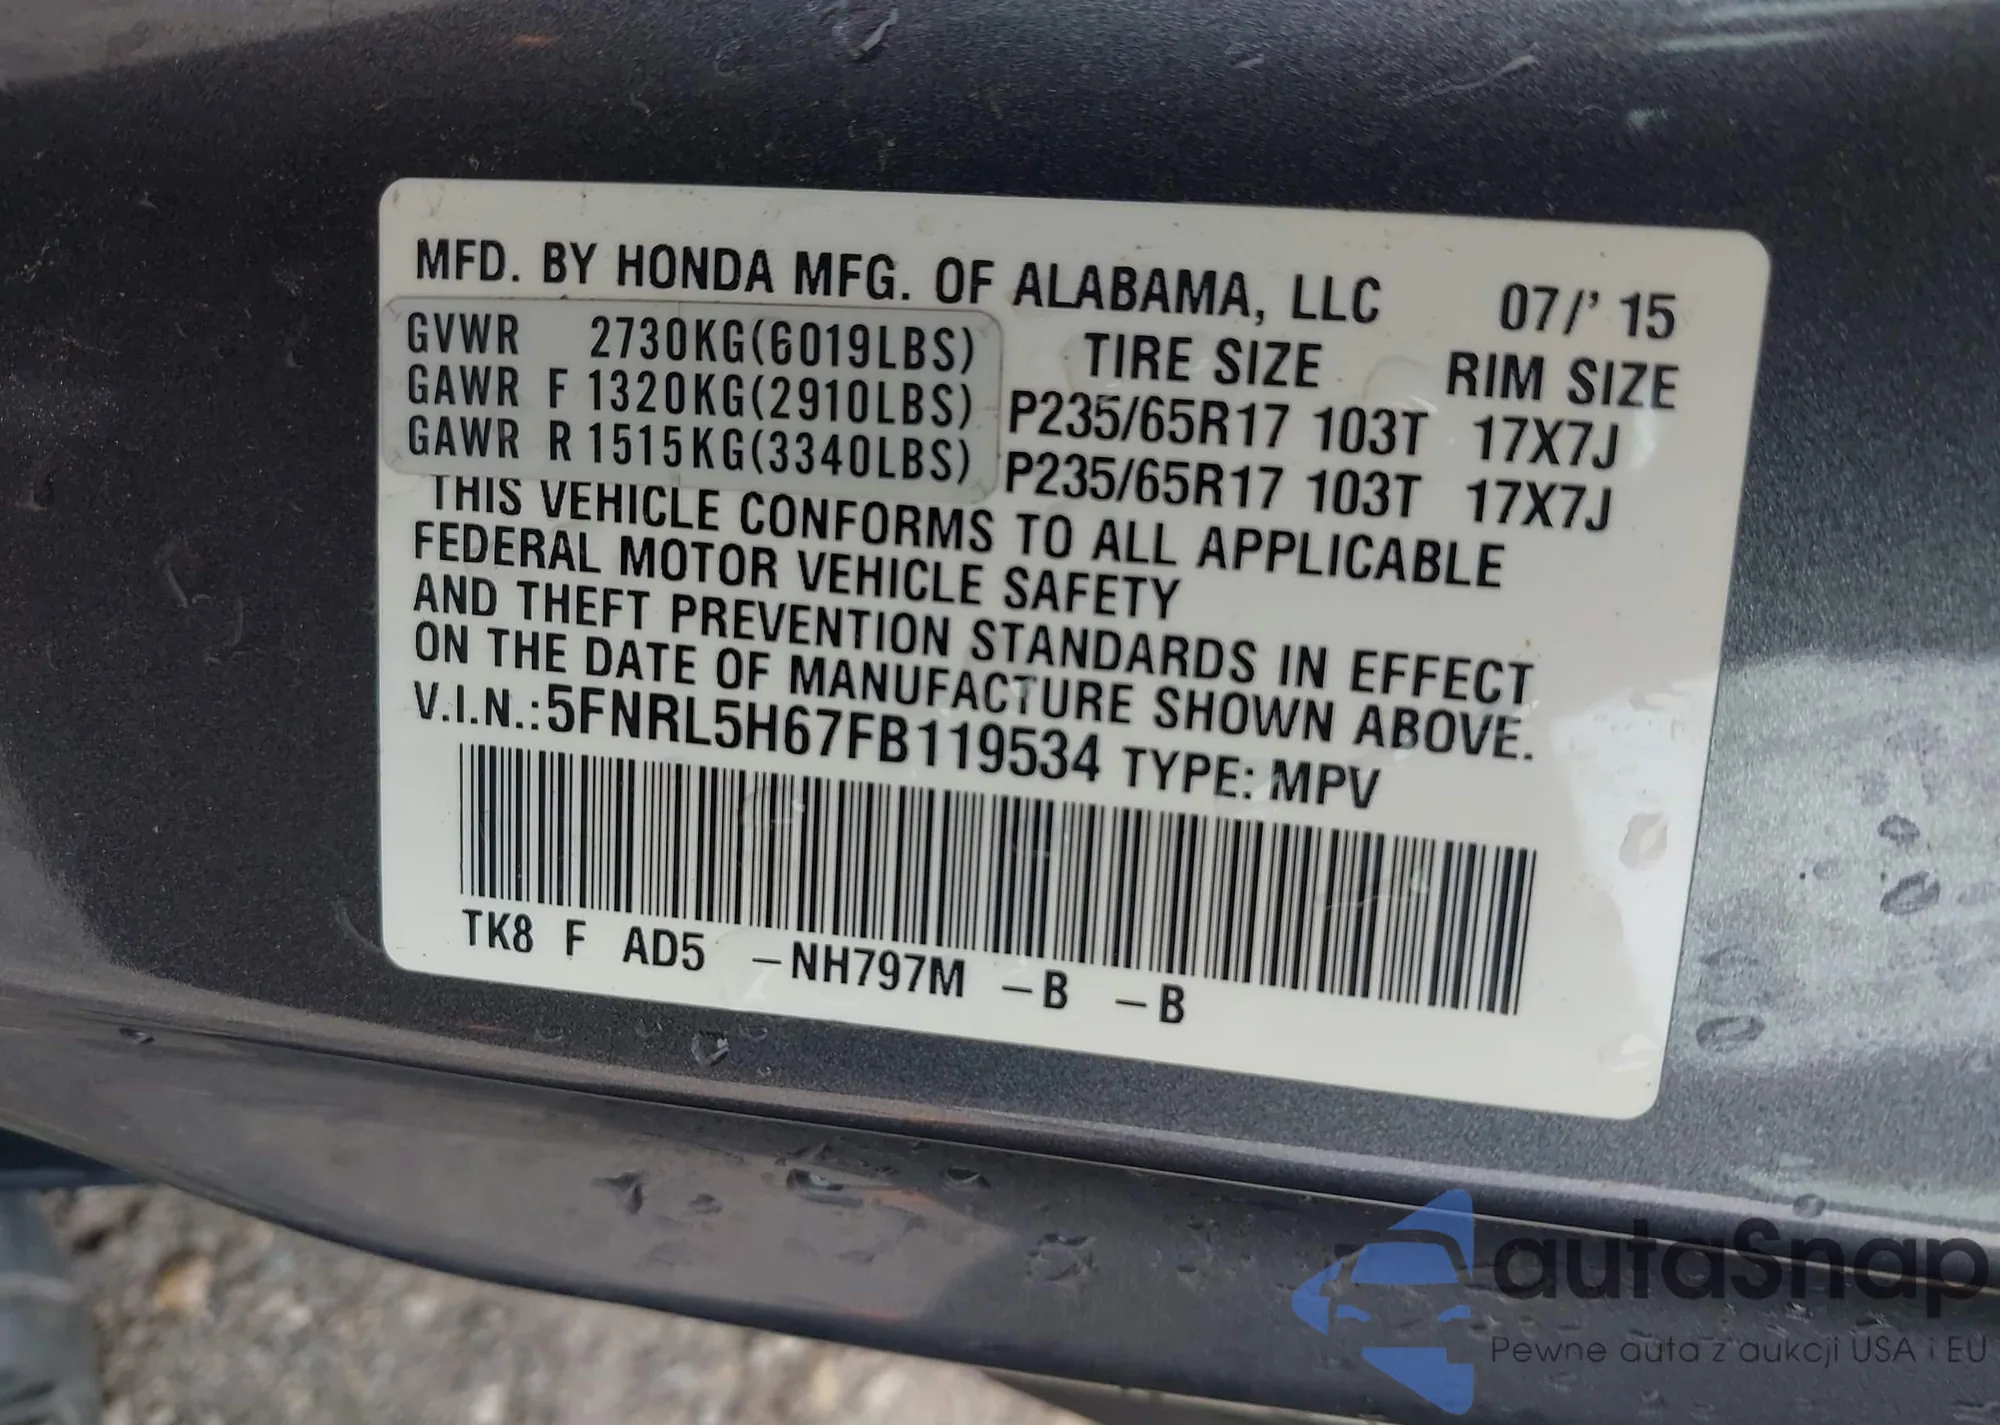 MFD. BY HONDA MFG. OF ALABAMA, LLC 07/' 15
GVWR 2730KG(6019LBS) TIRE SIZE RIM SIZE
GAWR F 1320KG(2910LBS) P235/65R17 103T 17X7J
GAWR R 1515KG(3340LBS) P235/65R17 103T 17X7J
THIS VEHICLE CONFORMS TO ALL APPLICABLE
FEDERAL MOTOR VEHICLE SAFETY
AND THEFT PREVENTION STANDARDS IN EFFECT
ON THE DATE OF MANUFACTURE SHOWN ABOVE.
V.I.N.:5FNRL5H67FB119534 TYPE: MPV
TK8 F AD5 –NH797M –B –B
autaSnap
Pewne auta z aukcji USA i EU